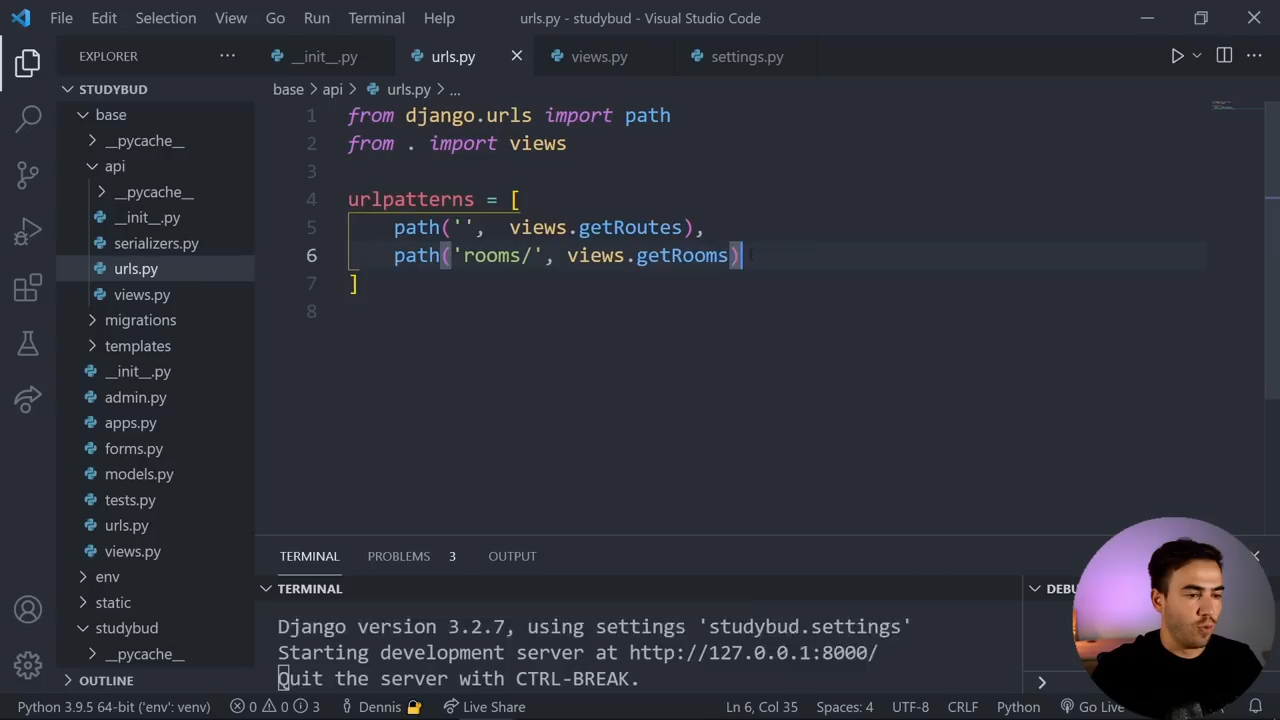 File Edit Selection View Go Run Terminal Help urls.py - studybud - Visual Studio Code
EXPLORER
__init__.py urls.py views.py settings.py
STUDYBUD
base
__pycache__
api
__pycache__
__init__.py
serializers.py
urls.py
views.py
migrations
templates
__init__.py
admin.py
apps.py
forms.py
models.py
tests.py
urls.py
views.py
env
static
studybud
__pycache__
OUTLINE
base > api > urls.py > ...
1 from django.urls import path
2 from . import views
3
4 urlpatterns = [
5 path('',  views.getRoutes),
6 path('rooms/', views.getRooms)
7 ]
8
TERMINAL PROBLEMS 3 OUTPUT
TERMINAL
Django version 3.2.7, using settings 'studybud.settings'
Starting development server at http://127.0.0.1:8000/
Quit the server with CTRL-BREAK.
Python 3.9.5 64-bit ('env': venv) 0 0 3 Dennis Live Share Ln 6, Col 35 Spaces: 4 UTF-8 CRLF Python Go Live